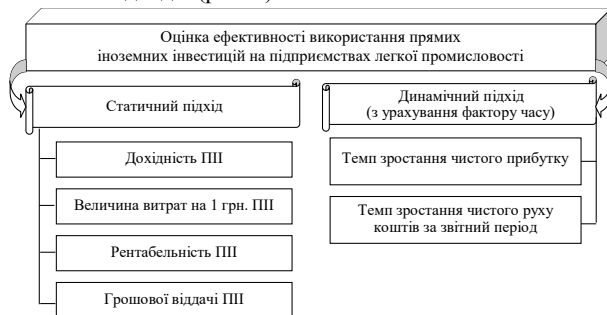 Оцінка ефективності використання прямих
іноземних інвестицій на підприємствах легкої промисловості
Статичний підхід
Дохідність ПІІ
Величина витрат на 1 грн. ПІІ
Рентабельність ПІІ
Грошової віддачі ПІІ
Динамічний підхід
(з урахування фактору часу)
Темп зростання чистого прибутку
Темп зростання чистого руху
коштів за звітний період